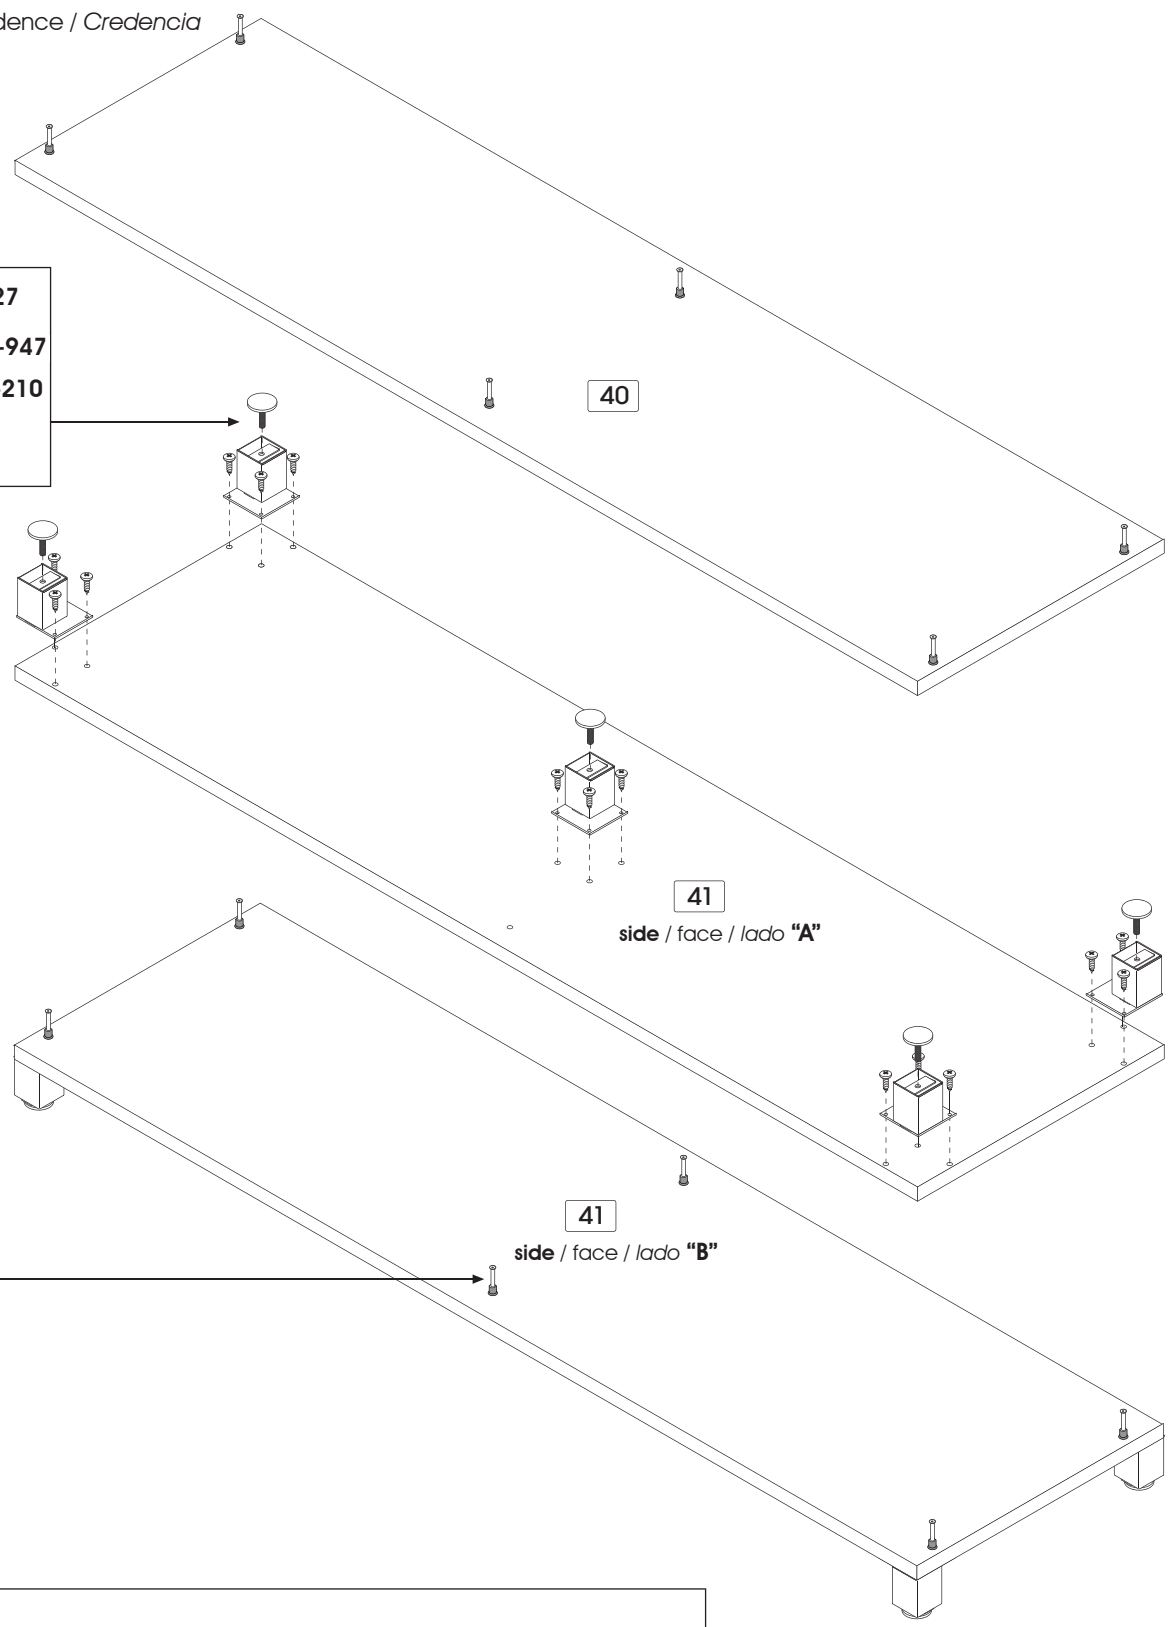 dence / Credencia
27
-947
210
40
41
side / face / lado “A”
41
side / face / lado “B”